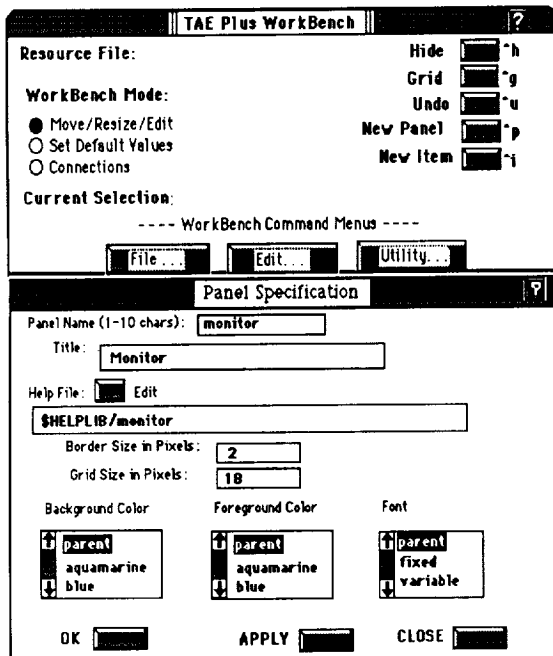 TAE Plus WorkBench ?
Resource File:
Hide ^h
Grid ^g
WorkBench Mode:
Undo ^u
Move/Resize/Edit
New Panel ^p
Set Default Values
New Item ^i
Connections
Current Selection:
---- WorkBench Command Menus ----
File... Edit... Utility...
Panel Specification ?
Panel Name (1-10 chars): monitor
Title: Monitor
Help File: Edit
$HELPLIB/monitor
Border Size in Pixels: 2
Grid Size in Pixels: 18
Background Color Foreground Color Font
parent parent parent
aquamarine aquamarine fixed
blue blue variable
OK APPLY CLOSE